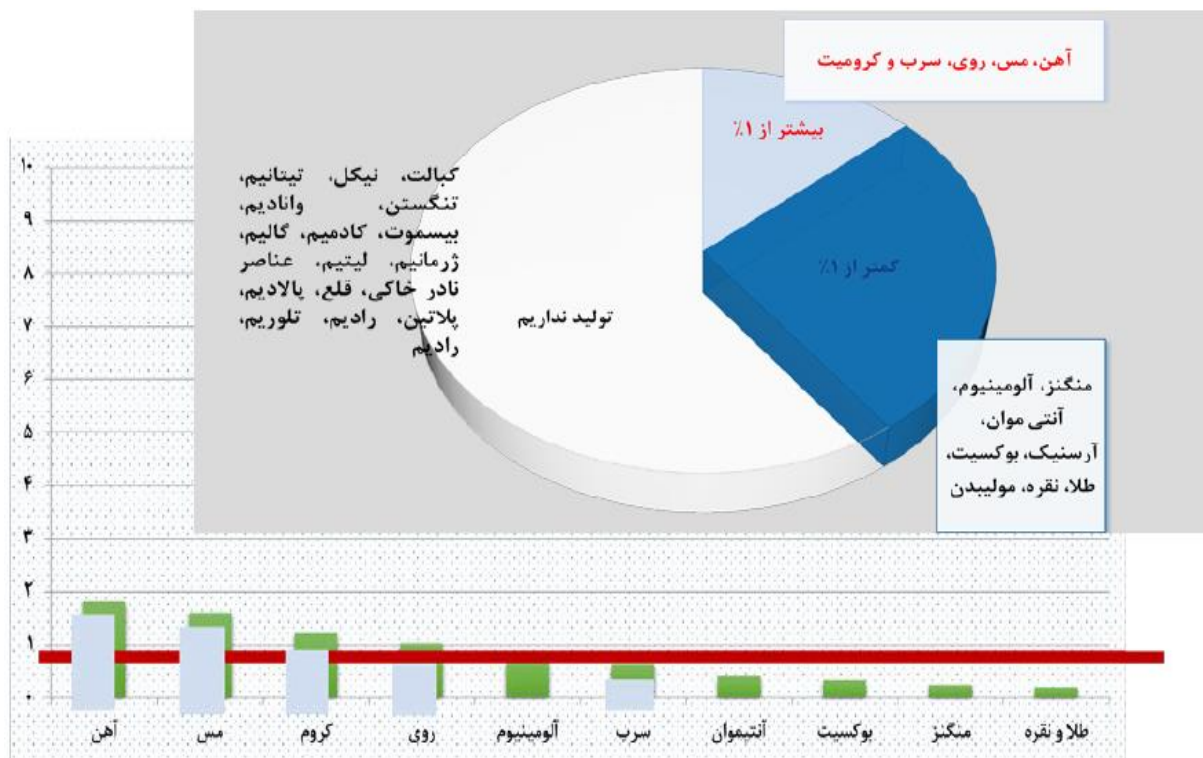 آهن، مس، روی، سرب و کرومیت
بیشتر از ۱٪
کبالت، نیکل، تیتانیم،
تنگستن، وانادیم،
بیسموت، کادمیم، گالیم،
ژرمانیم، لیتیم، عناصر
نادر خاکی، قلع، پالادیم،
پلاتین، رادیم، تلوریم،
رادیم
تولید نداریم
کمتر از ۱٪
منگنز، آلومینیوم،
آنتی موان،
آرسنیک، بوکسیت،
طلا، نقره، مولیبدن
۱۰
۹
۸
۷
۶
۵
۴
۳
۲
۱
۰
آهن
مس
کروم
روی
آلومینیوم
سرب
آنتیموان
بوکسیت
منگنز
طلا و نقره